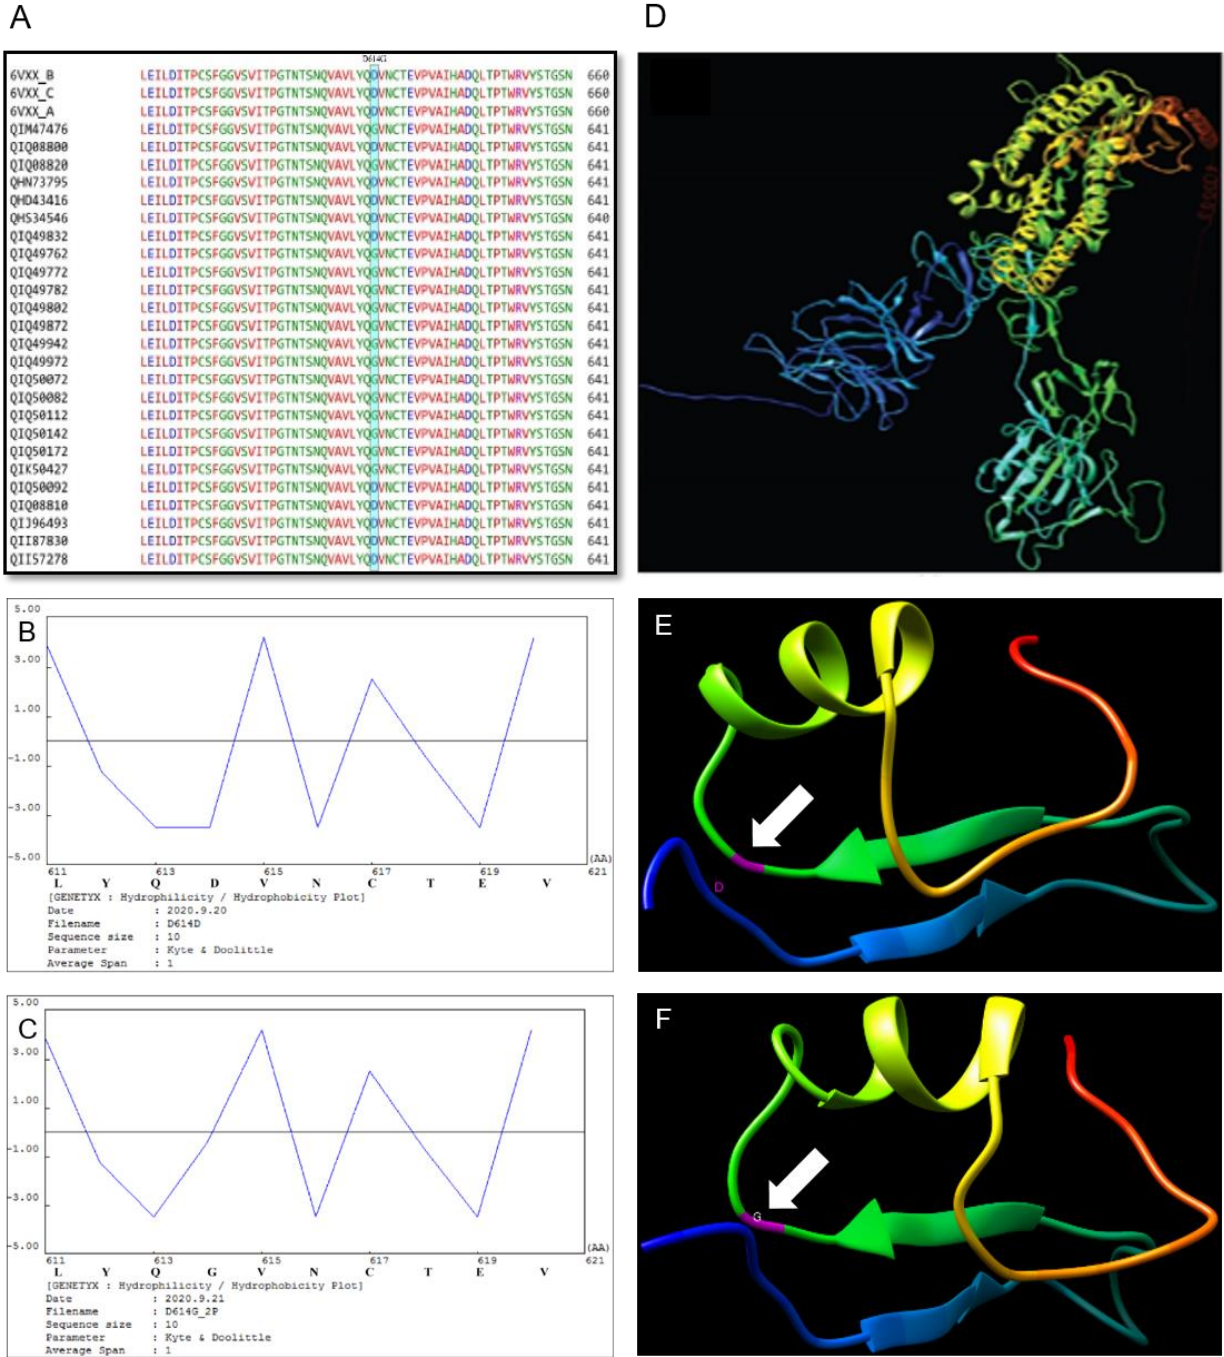 A
D614G
6VXX_B LEILDITPCSFGGVSVITPGTNTSNQVAVLYQDVNCTEVPVAIHADQLTPTWRVYSTGSN 660
6VXX_C LEILDITPCSFGGVSVITPGTNTSNQVAVLYQDVNCTEVPVAIHADQLTPTWRVYSTGSN 660
6VXX_A LEILDITPCSFGGVSVITPGTNTSNQVAVLYQDVNCTEVPVAIHADQLTPTWRVYSTGSN 660
QIM47476 LEILDITPCSFGGVSVITPGTNTSNQVAVLYQGVNCTEVPVAIHADQLTPTWRVYSTGSN 641
QIQ08800 LEILDITPCSFGGVSVITPGTNTSNQVAVLYQDVNCTEVPVAIHADQLTPTWRVYSTGSN 641
QIQ08820 LEILDITPCSFGGVSVITPGTNTSNQVAVLYQGVNCTEVPVAIHADQLTPTWRVYSTGSN 641
QHN73795 LEILDITPCSFGGVSVITPGTNTSNQVAVLYQDVNCTEVPVAIHADQLTPTWRVYSTGSN 641
QHD43416 LEILDITPCSFGGVSVITPGTNTSNQVAVLYQDVNCTEVPVAIHADQLTPTWRVYSTGSN 641
QHS34546 LEILDITPCSFGGVSVITPGTNTSNQVAVLYQDVNCTEVPVAIHADQLTPTWRVYSTGSN 640
QIQ49832 LEILDITPCSFGGVSVITPGTNTSNQVAVLYQDVNCTEVPVAIHADQLTPTWRVYSTGSN 641
QIQ49762 LEILDITPCSFGGVSVITPGTNTSNQVAVLYQGVNCTEVPVAIHADQLTPTWRVYSTGSN 641
QIQ49772 LEILDITPCSFGGVSVITPGTNTSNQVAVLYQGVNCTEVPVAIHADQLTPTWRVYSTGSN 641
QIQ49782 LEILDITPCSFGGVSVITPGTNTSNQVAVLYQGVNCTEVPVAIHADQLTPTWRVYSTGSN 641
QIQ49802 LEILDITPCSFGGVSVITPGTNTSNQVAVLYQGVNCTEVPVAIHADQLTPTWRVYSTGSN 641
QIQ49872 LEILDITPCSFGGVSVITPGTNTSNQVAVLYQGVNCTEVPVAIHADQLTPTWRVYSTGSN 641
QIQ49942 LEILDITPCSFGGVSVITPGTNTSNQVAVLYQGVNCTEVPVAIHADQLTPTWRVYSTGSN 641
QIQ49972 LEILDITPCSFGGVSVITPGTNTSNQVAVLYQGVNCTEVPVAIHADQLTPTWRVYSTGSN 641
QIQ50072 LEILDITPCSFGGVSVITPGTNTSNQVAVLYQGVNCTEVPVAIHADQLTPTWRVYSTGSN 641
QIQ50082 LEILDITPCSFGGVSVITPGTNTSNQVAVLYQGVNCTEVPVAIHADQLTPTWRVYSTGSN 641
QIQ50112 LEILDITPCSFGGVSVITPGTNTSNQVAVLYQGVNCTEVPVAIHADQLTPTWRVYSTGSN 641
QIQ50142 LEILDITPCSFGGVSVITPGTNTSNQVAVLYQGVNCTEVPVAIHADQLTPTWRVYSTGSN 641
QIQ50172 LEILDITPCSFGGVSVITPGTNTSNQVAVLYQGVNCTEVPVAIHADQLTPTWRVYSTGSN 641
QIK50427 LEILDITPCSFGGVSVITPGTNTSNQVAVLYQGVNCTEVPVAIHADQLTPTWRVYSTGSN 641
QIQ50092 LEILDITPCSFGGVSVITPGTNTSNQVAVLYQDVNCTEVPVAIHADQLTPTWRVYSTGSN 641
QIQ08810 LEILDITPCSFGGVSVITPGTNTSNQVAVLYQDVNCTEVPVAIHADQLTPTWRVYSTGSN 641
QIJ96493 LEILDITPCSFGGVSVITPGTNTSNQVAVLYQDVNCTEVPVAIHADQLTPTWRVYSTGSN 641
QII87830 LEILDITPCSFGGVSVITPGTNTSNQVAVLYQDVNCTEVPVAIHADQLTPTWRVYSTGSN 641
QII57278 LEILDITPCSFGGVSVITPGTNTSNQVAVLYQDVNCTEVPVAIHADQLTPTWRVYSTGSN 641
B
5.00
3.00
1.00
-1.00
-3.00
-5.00
611 613 615 617 619 621 (AA)
L Y Q D V N C T E V
[GENETYX : Hydrophilicity / Hydrophobicity Plot]
Date : 2020.9.20
Filename : D614D
Sequence size : 10
Parameter : Kyte & Doolittle
Average Span : 1
C
5.00
3.00
1.00
-1.00
-3.00
-5.00
611 613 615 617 619 621 (AA)
L Y Q G V N C T E V
[GENETYX : Hydrophilicity / Hydrophobicity Plot]
Date : 2020.9.21
Filename : D614G_2P
Sequence size : 10
Parameter : Kyte & Doolittle
Average Span : 1
D
E
D
F
G